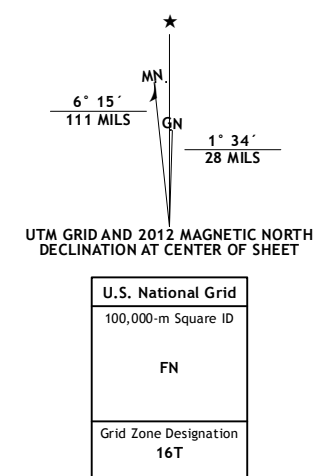 MN.
6° 15´
111 MILS
GN
1° 34´
28 MILS
UTM GRID AND 2012 MAGNETIC NORTH
DECLINATION AT CENTER OF SHEET
U.S. National Grid
100,000-m Square ID
FN
Grid Zone Designation
16T